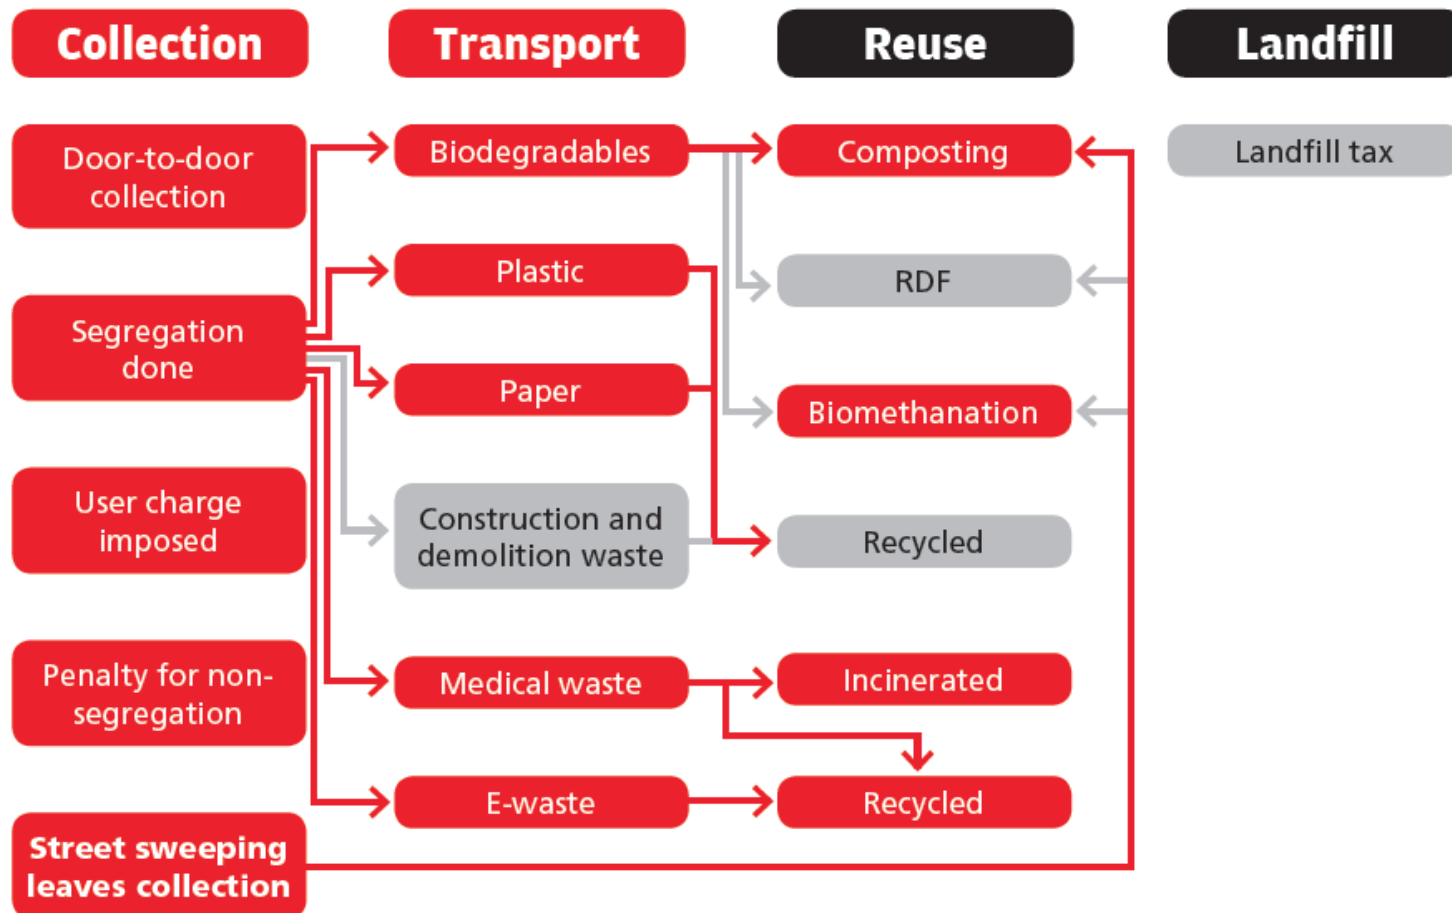 Collection
Transport
Reuse
Landfill
Door-to-door
collection
Biodegradables
Composting
Landfill tax
Plastic
RDF
Segregation
done
Paper
Biomethanation
User charge
imposed
Construction and
demolition waste
Recycled
Penalty for non-
segregation
Medical waste
Incinerated
E-waste
Recycled
Street sweeping
leaves collection